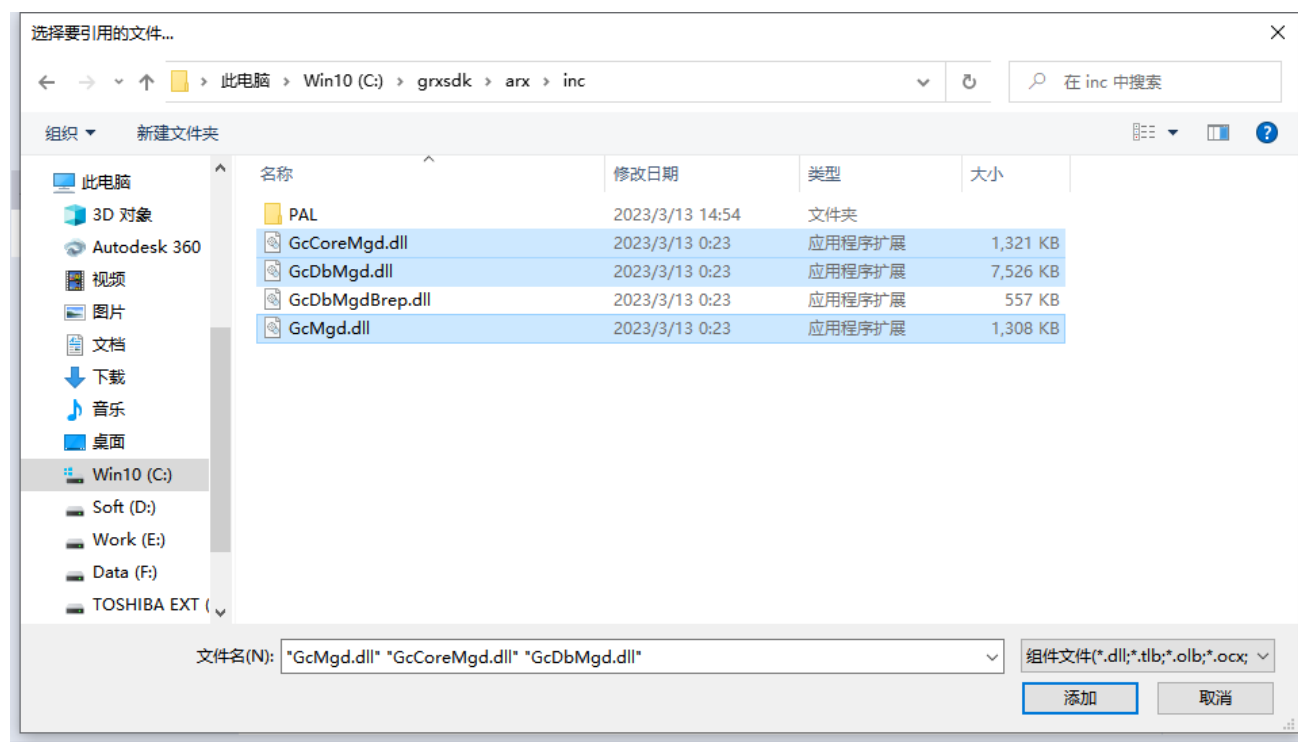 选择要引用的文件...
此电脑 › Win10 (C:) › grxsdk › arx › inc
在 inc 中搜索
组织 新建文件夹
名称 修改日期 类型 大小
此电脑
3D 对象
Autodesk 360
视频
图片
文档
下载
音乐
桌面
Win10 (C:)
Soft (D:)
Work (E:)
Data (F:)
TOSHIBA EXT (
PAL 2023/3/13 14:54 文件夹
GcCoreMgd.dll 2023/3/13 0:23 应用程序扩展 1,321 KB
GcDbMgd.dll 2023/3/13 0:23 应用程序扩展 7,526 KB
GcDbMgdBrep.dll 2023/3/13 0:23 应用程序扩展 557 KB
GcMgd.dll 2023/3/13 0:23 应用程序扩展 1,308 KB
文件名(N): "GcMgd.dll" "GcCoreMgd.dll" "GcDbMgd.dll"
组件文件(*.dll;*.tlb;*.olb;*.ocx;
添加 取消